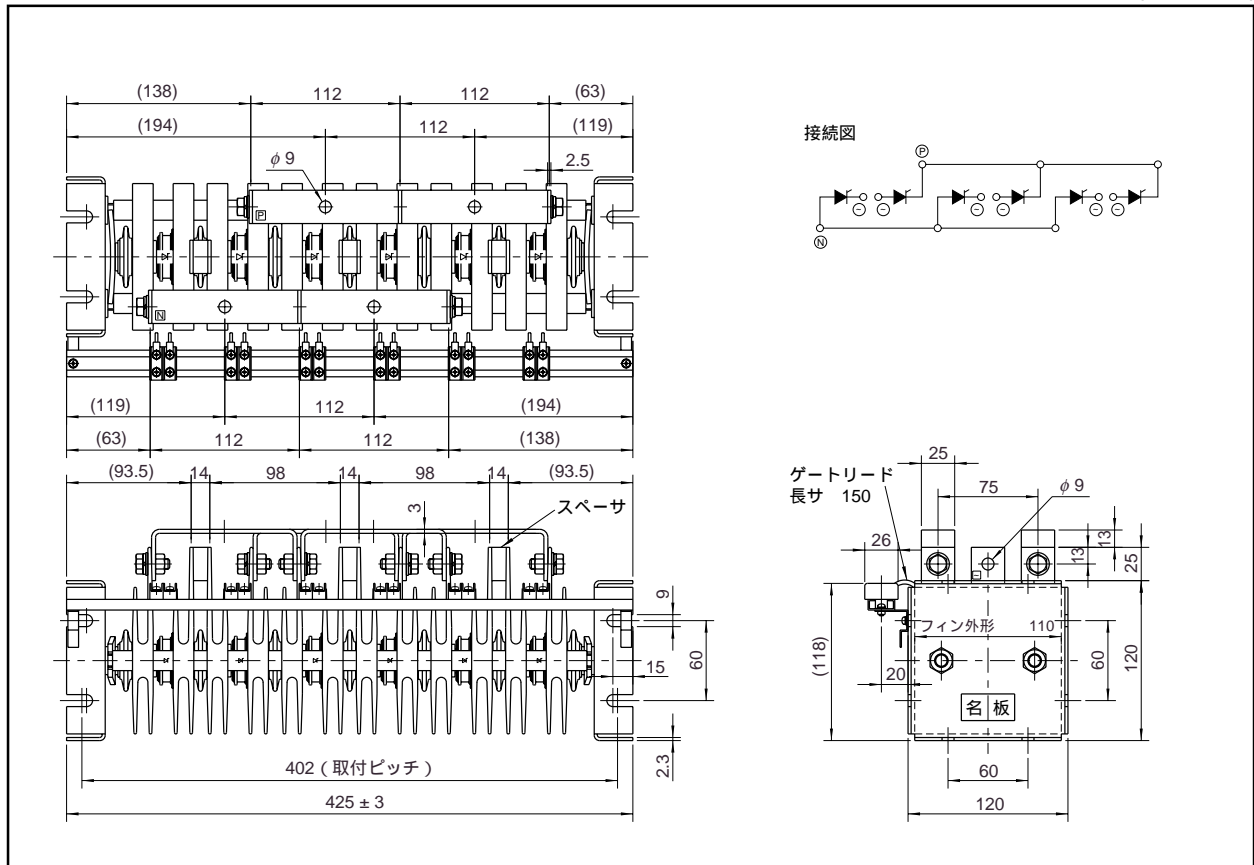 (138) 112 112 (63)
(194) 112 (119)
φ 9
2.5
P
N
(119) 112 (194)
(63) 112 112 (138)
(93.5) 14 98 14 98 14 (93.5)
3
スペーサ
9
60
15
2.3
402 ( 取付ピッチ )
425 ± 3
接続図
P
N
ゲートリード
長サ 150
25
75
φ 9
26
13
13
25
フィン外形 110
(118)
20
60
120
名 板
60
120